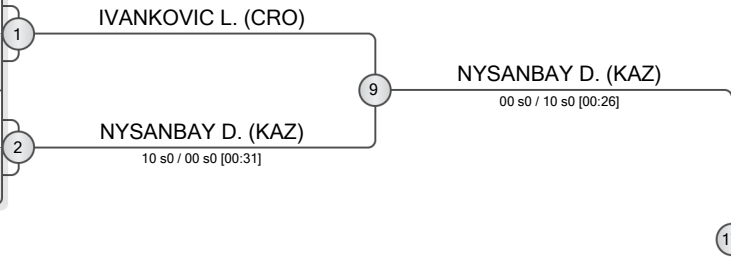 IVANKOVIC L. (CRO)
1
NYSANBAY D. (KAZ)
9
00 s0 / 10 s0 [00:26]
NYSANBAY D. (KAZ)
2
10 s0 / 00 s0 [00:31]